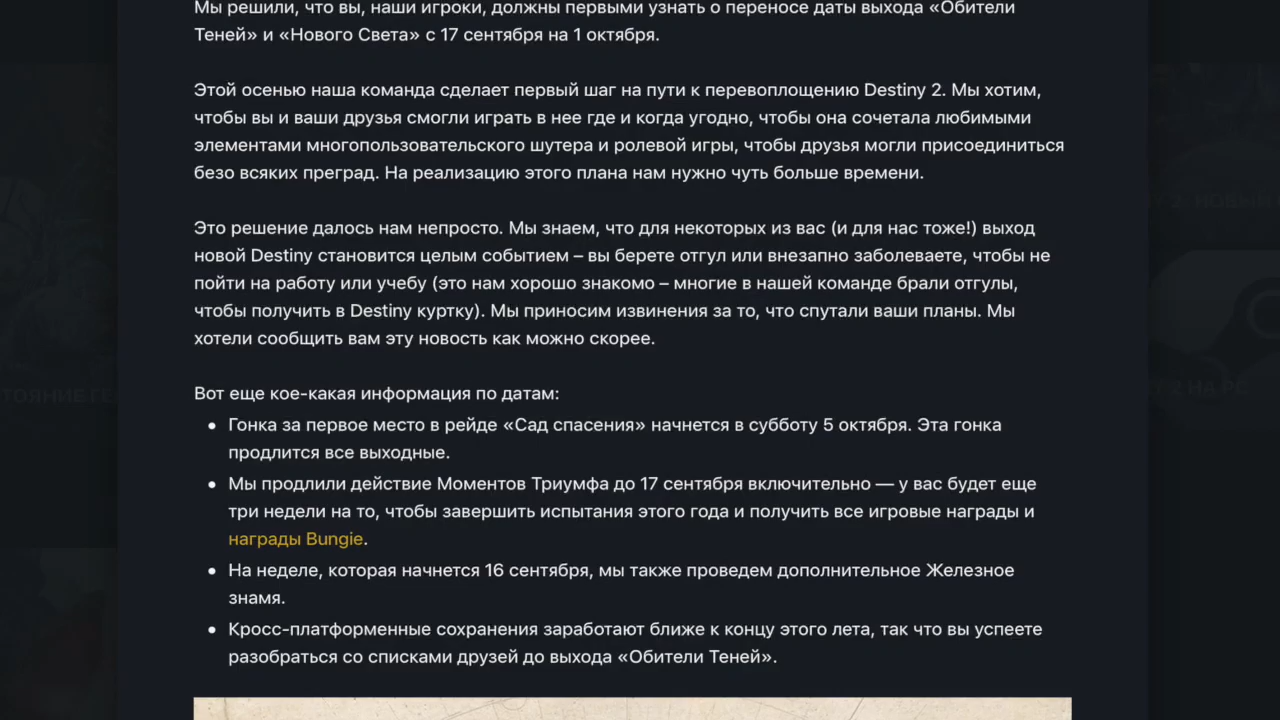 Мы решили, что вы, наши игроки, должны первыми узнать о переносе даты выхода «Обители
Теней» и «Нового Света» с 17 сентября на 1 октября.
Этой осенью наша команда сделает первый шаг на пути к перевоплощению Destiny 2. Мы хотим,
чтобы вы и ваши друзья смогли играть в нее где и когда угодно, чтобы она сочетала любимыми
элементами многопользовательского шутера и ролевой игры, чтобы друзья могли присоединиться
безо всяких преград. На реализацию этого плана нам нужно чуть больше времени.
Это решение далось нам непросто. Мы знаем, что для некоторых из вас (и для нас тоже!) выход
новой Destiny становится целым событием – вы берете отгул или внезапно заболеваете, чтобы не
пойти на работу или учебу (это нам хорошо знакомо – многие в нашей команде брали отгулы,
чтобы получить в Destiny куртку). Мы приносим извинения за то, что спутали ваши планы. Мы
хотели сообщить вам эту новость как можно скорее.
Вот еще кое-какая информация по датам:
• Гонка за первое место в рейде «Сад спасения» начнется в субботу 5 октября. Эта гонка
продлится все выходные.
• Мы продлили действие Моментов Триумфа до 17 сентября включительно — у вас будет еще
три недели на то, чтобы завершить испытания этого года и получить все игровые награды и
награды Bungie.
• На неделе, которая начнется 16 сентября, мы также проведем дополнительное Железное
знамя.
• Кросс-платформенные сохранения заработают ближе к концу этого лета, так что вы успеете
разобраться со списками друзей до выхода «Обители Теней».